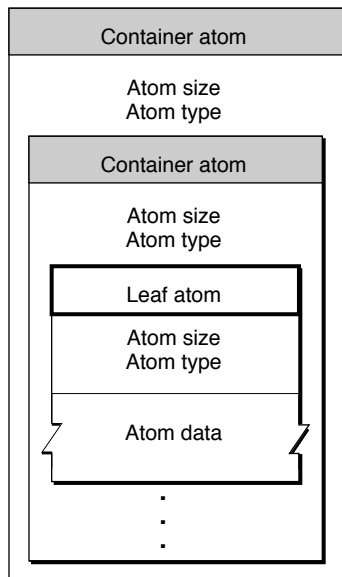 Container atom
Atom size
Atom type
Container atom
Atom size
Atom type
Leaf atom
Atom size
Atom type
Atom data